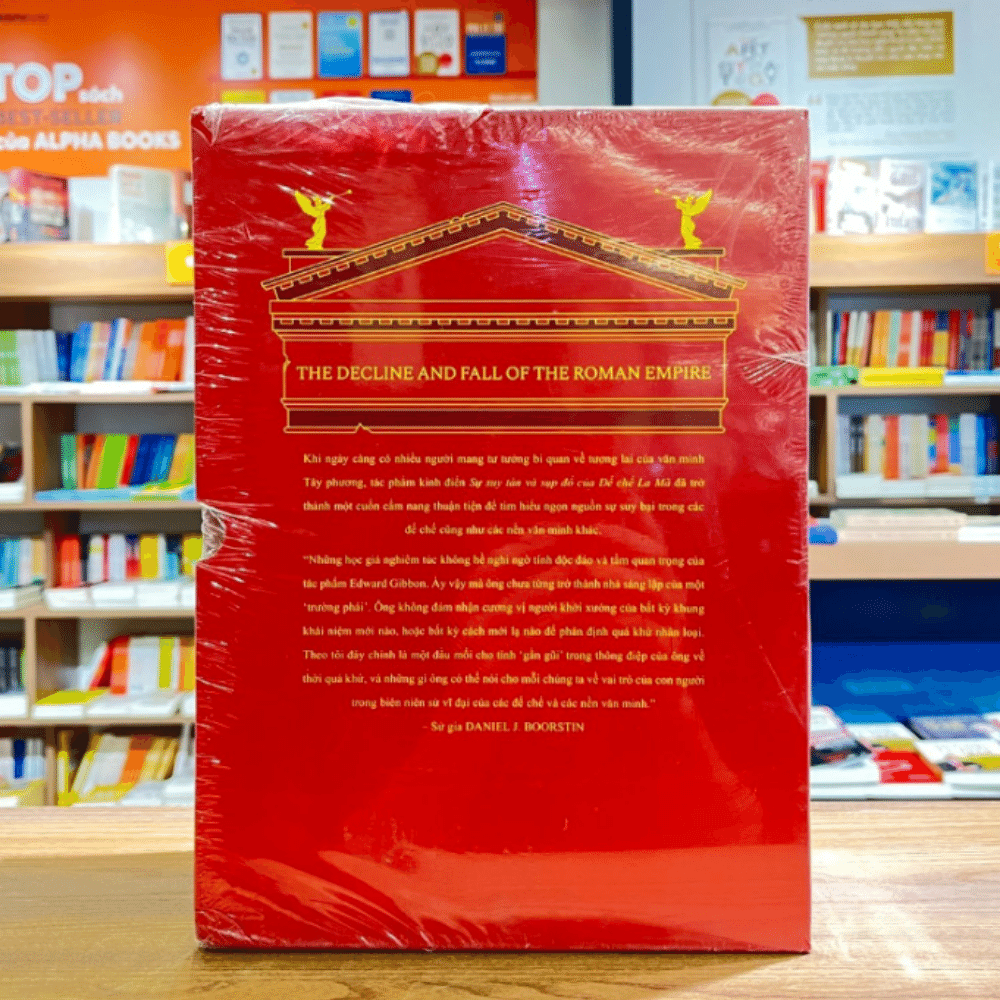 TOP sách
BEST-SELLER
của ALPHA BOOKS
THE DECLINE AND FALL OF THE ROMAN EMPIRE
Khi ngày càng có nhiều người mang tư tưởng bi quan về tương lai của văn minh
Tây phương, tác phẩm kinh điển Sự suy tàn và sụp đổ của Đế chế La Mã đã trở
thành một cuốn cẩm nang thuận tiện để tìm hiểu ngọn nguồn sự suy bại trong các
đế chế cũng như các nền văn minh khác.
“Những học giả nghiêm túc không hề nghi ngờ tính độc đáo và tầm quan trọng của
tác phẩm Edward Gibbon. Ấy vậy mà ông chưa từng trở thành nhà sáng lập của một
‘trường phái’. Ông không đảm nhận cương vị người khởi xướng của bất kỳ khung
khái niệm mới nào, hoặc bất kỳ cách mới lạ nào để phân định quá khứ nhân loại.
Theo tôi đây chính là một đầu mối cho tính ‘gần gũi’ trong thông điệp của ông về
thời quá khứ, và những gì ông có thể nói cho mỗi chúng ta về vai trò của con người
trong biên niên sử vĩ đại của các đế chế và các nền văn minh.”
- Sử gia DANIEL J. BOORSTIN